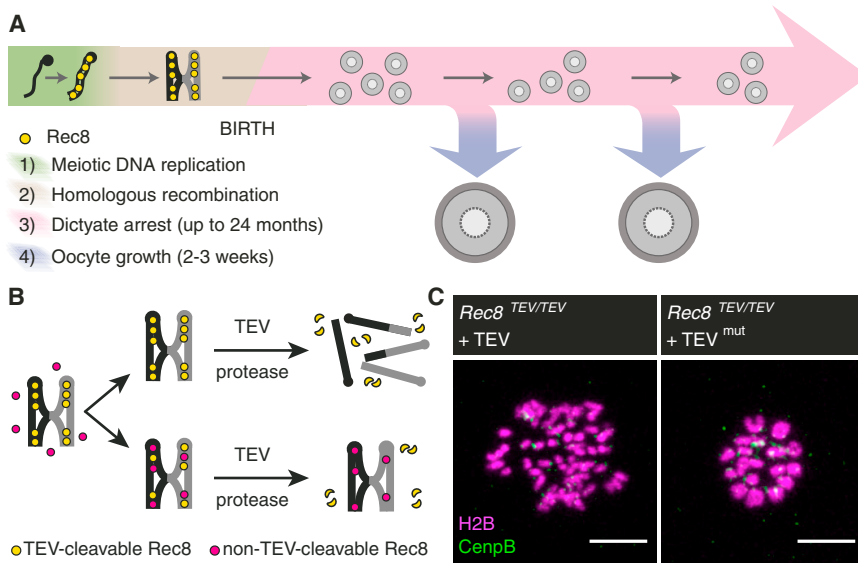 A
BIRTH
Rec8
1) Meiotic DNA replication
2) Homologous recombination
3) Dictyate arrest (up to 24 months)
4) Oocyte growth (2-3 weeks)
B
TEV
protease
TEV
protease
TEV-cleavable Rec8 non-TEV-cleavable Rec8
C
Rec8 TEV/TEV
+ TEV
Rec8 TEV/TEV
+ TEV mut
H2B
CenpB